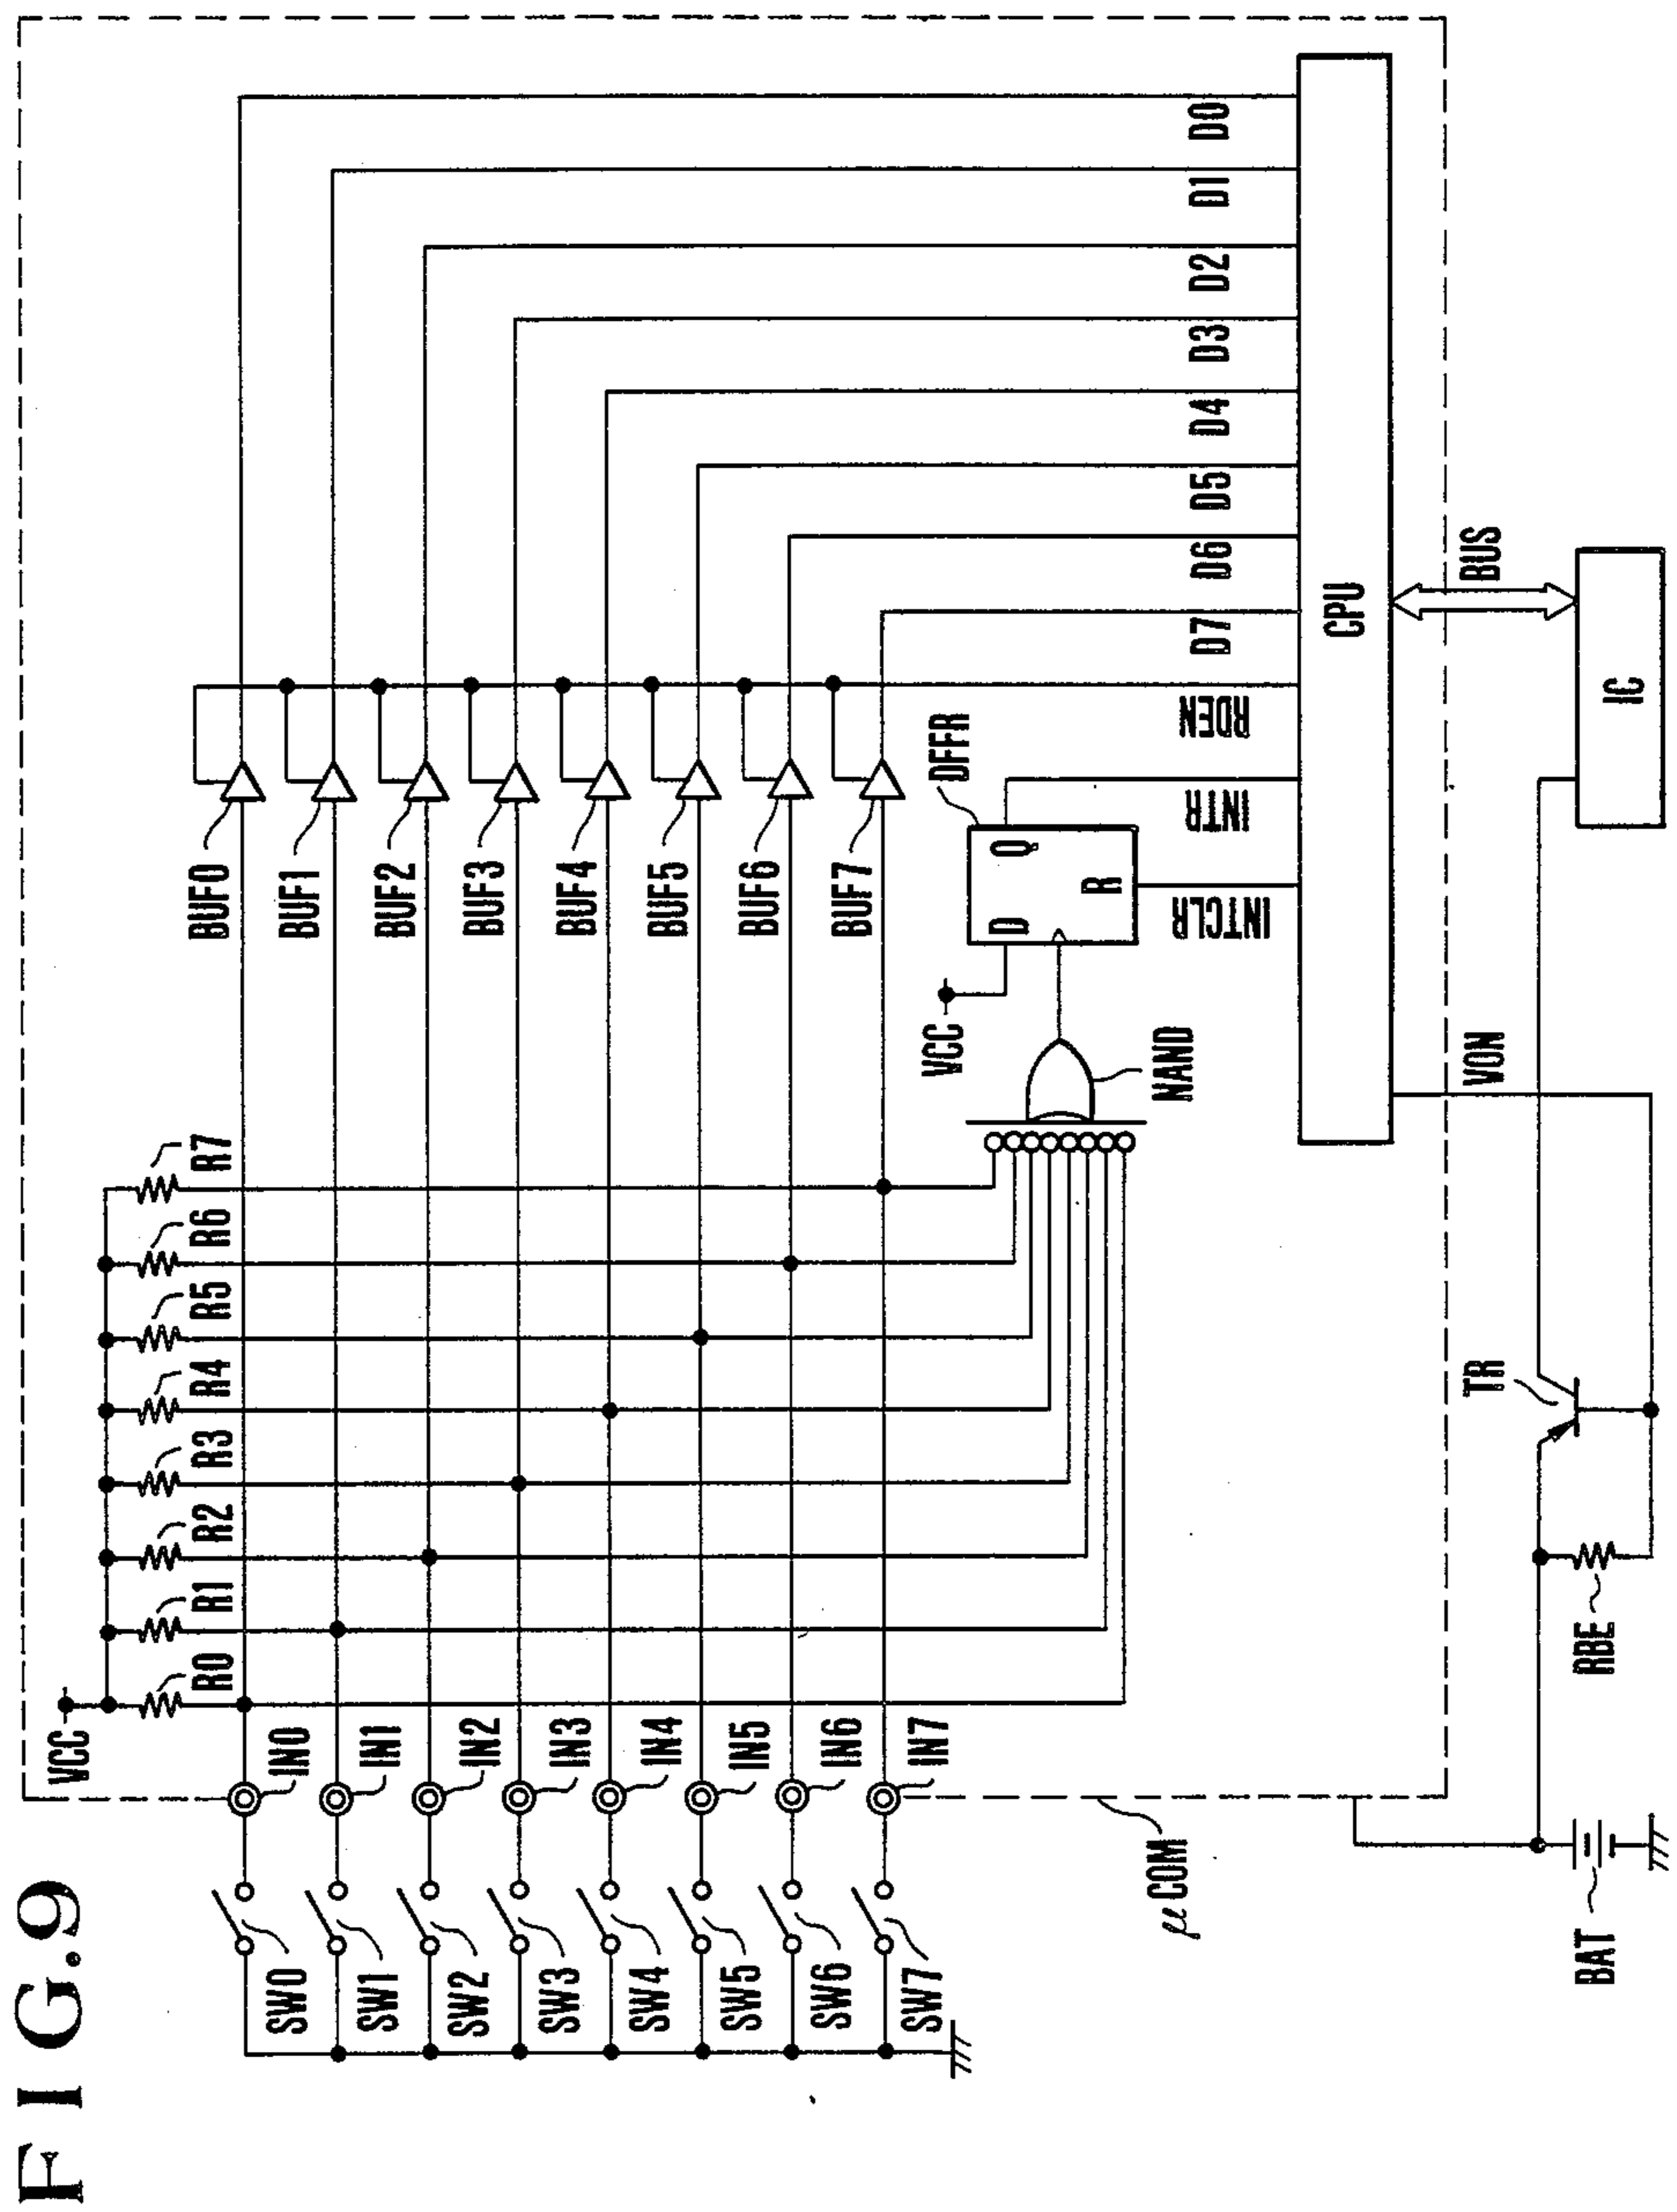 FIG.9
VCC
R0
R1
R2
R3
R4
R5
R6
R7
SW0
SW1
SW2
SW3
SW4
SW5
SW6
SW7
IN0
IN1
IN2
IN3
IN4
IN5
IN6
IN7
BUF0
BUF1
BUF2
BUF3
BUF4
BUF5
BUF6
BUF7
VCC
NAND
DFFR
D
Q
R
INTCLR
INTR
RDEN
D7
D6
D5
D4
D3
D2
D1
D0
CPU
μCOM
BAT
RBE
TR
VON
BUS
IC